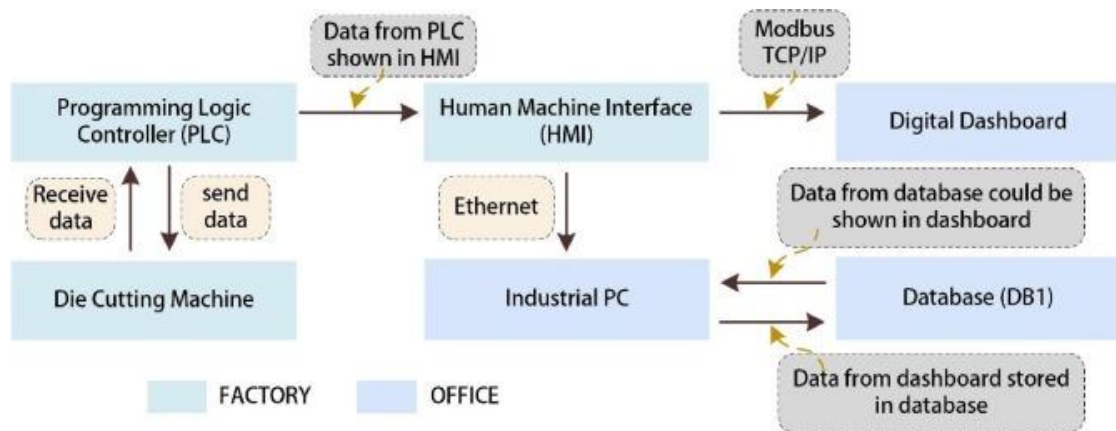 Data from PLC
shown in HMI
Modbus
TCP/IP
Programming Logic
Controller (PLC)
Human Machine Interface
(HMI)
Digital Dashboard
Receive
data
send
data
Ethernet
Data from database could be
shown in dashboard
Die Cutting Machine
Industrial PC
Database (DB1)
Data from dashboard stored
in database
FACTORY
OFFICE